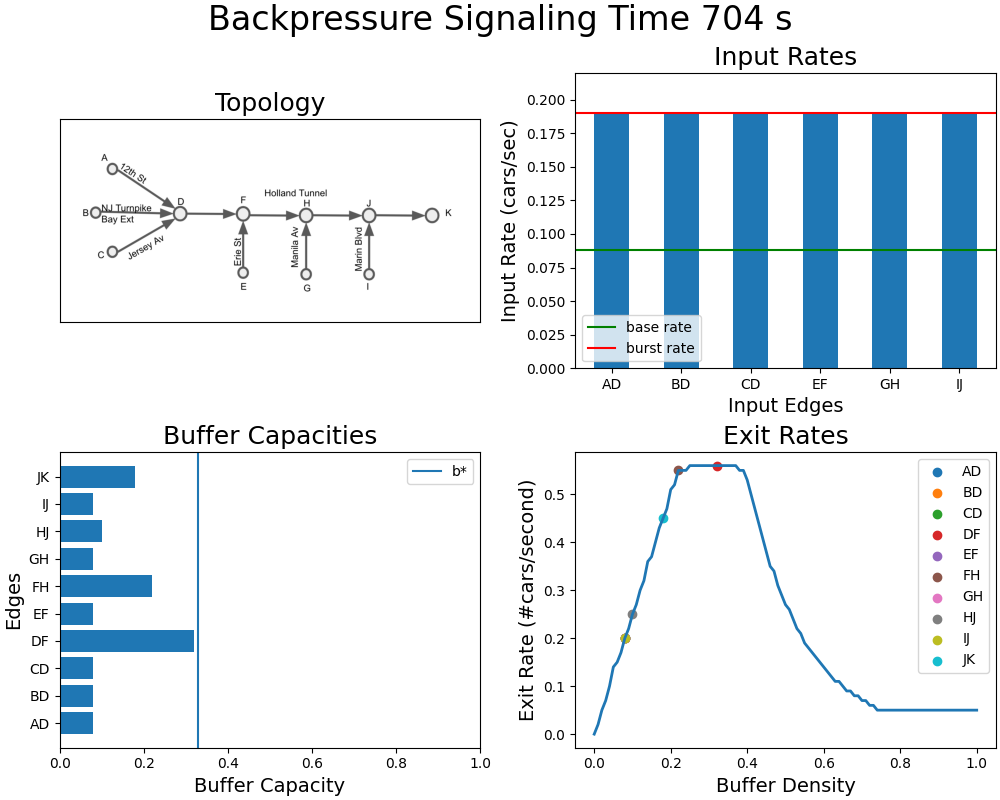 Backpressure Signaling Time 704 s
Topology
A
12th St
B
NJ Turnpike
Bay Ext
C
Jersey Av
D
F
Holland Tunnel
H
J
K
Erie St
Manila Av
Marin Blvd
E
G
I
Input Rates
Input Rate (cars/sec)
0.200
0.175
0.150
0.125
0.100
0.075
0.050
0.025
0.000
base rate
burst rate
AD BD CD EF GH IJ
Input Edges
Buffer Capacities
b*
Edges
JK
IJ
HJ
GH
FH
EF
DF
CD
BD
AD
0.0 0.2 0.4 0.6 0.8 1.0
Buffer Capacity
Exit Rates
Exit Rate (#cars/second)
0.5
0.4
0.3
0.2
0.1
0.0
AD
BD
CD
DF
EF
FH
GH
HJ
IJ
JK
0.0 0.2 0.4 0.6 0.8 1.0
Buffer Density